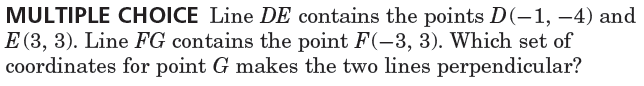 MULTIPLE CHOICE Line DE contains the points D(−1, −4) and
E(3, 3). Line FG contains the point F(−3, 3). Which set of
coordinates for point G makes the two lines perpendicular?